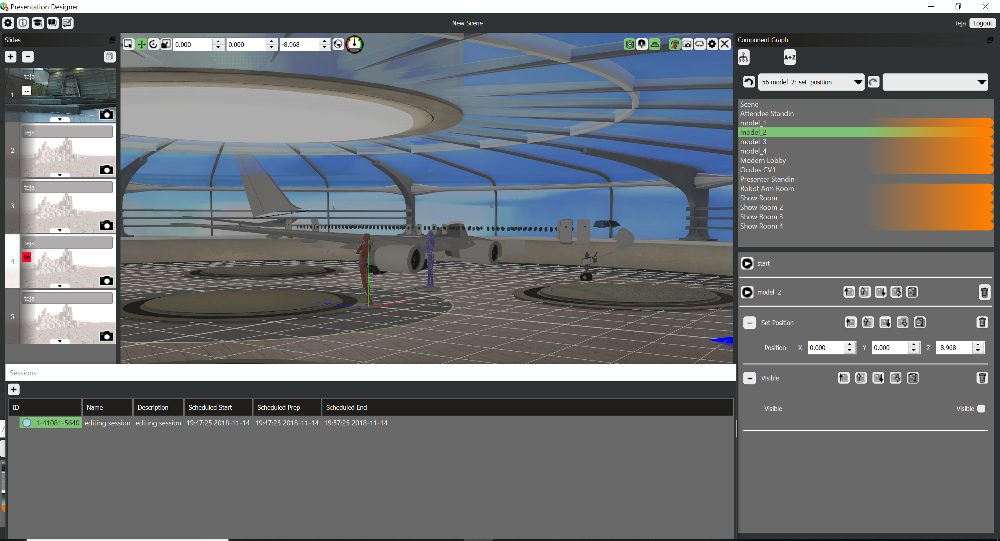 Presentation Designer
New Scene
teja
Logout
Slides
0.000
0.000
-8.968
1
teja
--
2
teja
3
teja
4
teja
te
5
teja
Component Graph
A↔Z
56 model_2: set_position
Scene
Attendee Standin
model_1
model_2
model_3
model_4
Modern Lobby
Oculus CV1
Presenter Standin
Robot Arm Room
Show Room
Show Room 2
Show Room 3
Show Room 4
start
model_2
Set Position
Position X 0.000 Y 0.000 Z -8.968
Visible
Visible Visible
Sessions
ID Name Description Scheduled Start Scheduled Prep Scheduled End
1-41081-5640 editing session editing session 19:47:25 2018-11-14 19:47:25 2018-11-14 19:57:25 2018-11-14